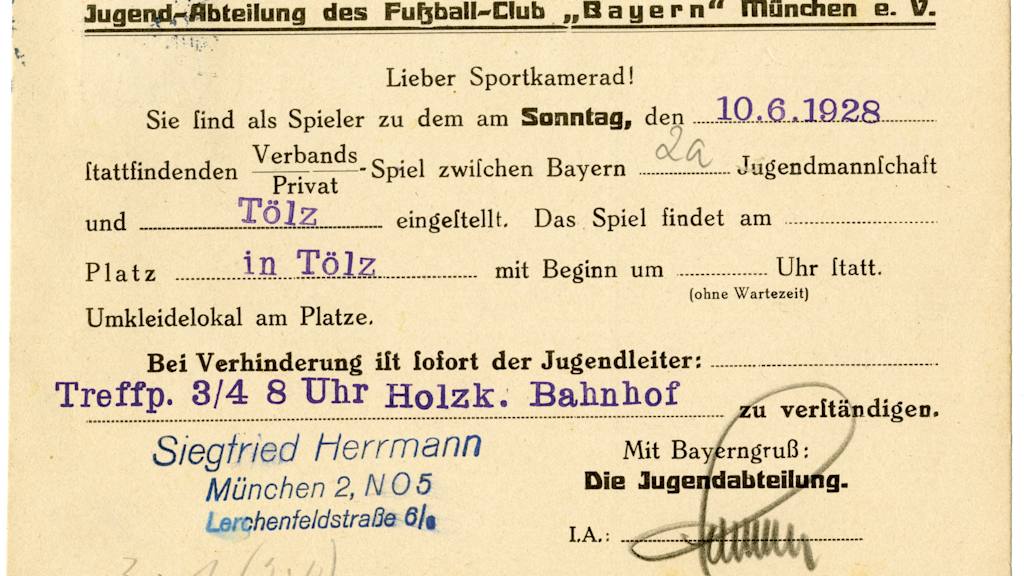 Jugend-Abteilung des Fußball-Club „Bayern“ München e. V.
Lieber Sportkamerad!
Sie ſind als Spieler zu dem am Sonntag, den 10.6.1928
ſtattfindenden Verbands/Privat-Spiel zwiſchen Bayern 2a Jugendmannſchaft
und Tölz eingeſtellt. Das Spiel findet am
Platz in Tölz mit Beginn um Uhr ſtatt.
(ohne Wartezeit)
Umkleidelokal am Platze.
Bei Verhinderung iſt ſofort der Jugendleiter:
Treffp. 3/4 8 Uhr Holzk. Bahnhof zu verſtändigen.
Siegfried Herrmann
München 2, NO5
Lerchenfeldstraße 6/
Mit Bayerngruß:
Die Jugendabteilung.
I.A.: